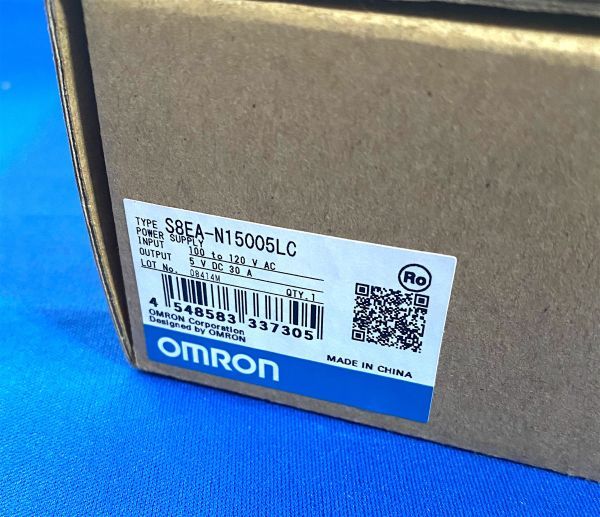 TYPE S8EA-N15005LC
POWER SUPPLY
INPUT 100 to 120 V AC
OUTPUT 5 V DC 30 A
LOT No. 08414M QTY.1
Ro
4 548583 337305
OMRON Corporation
Designed by OMRON
OMRON
MADE IN CHINA